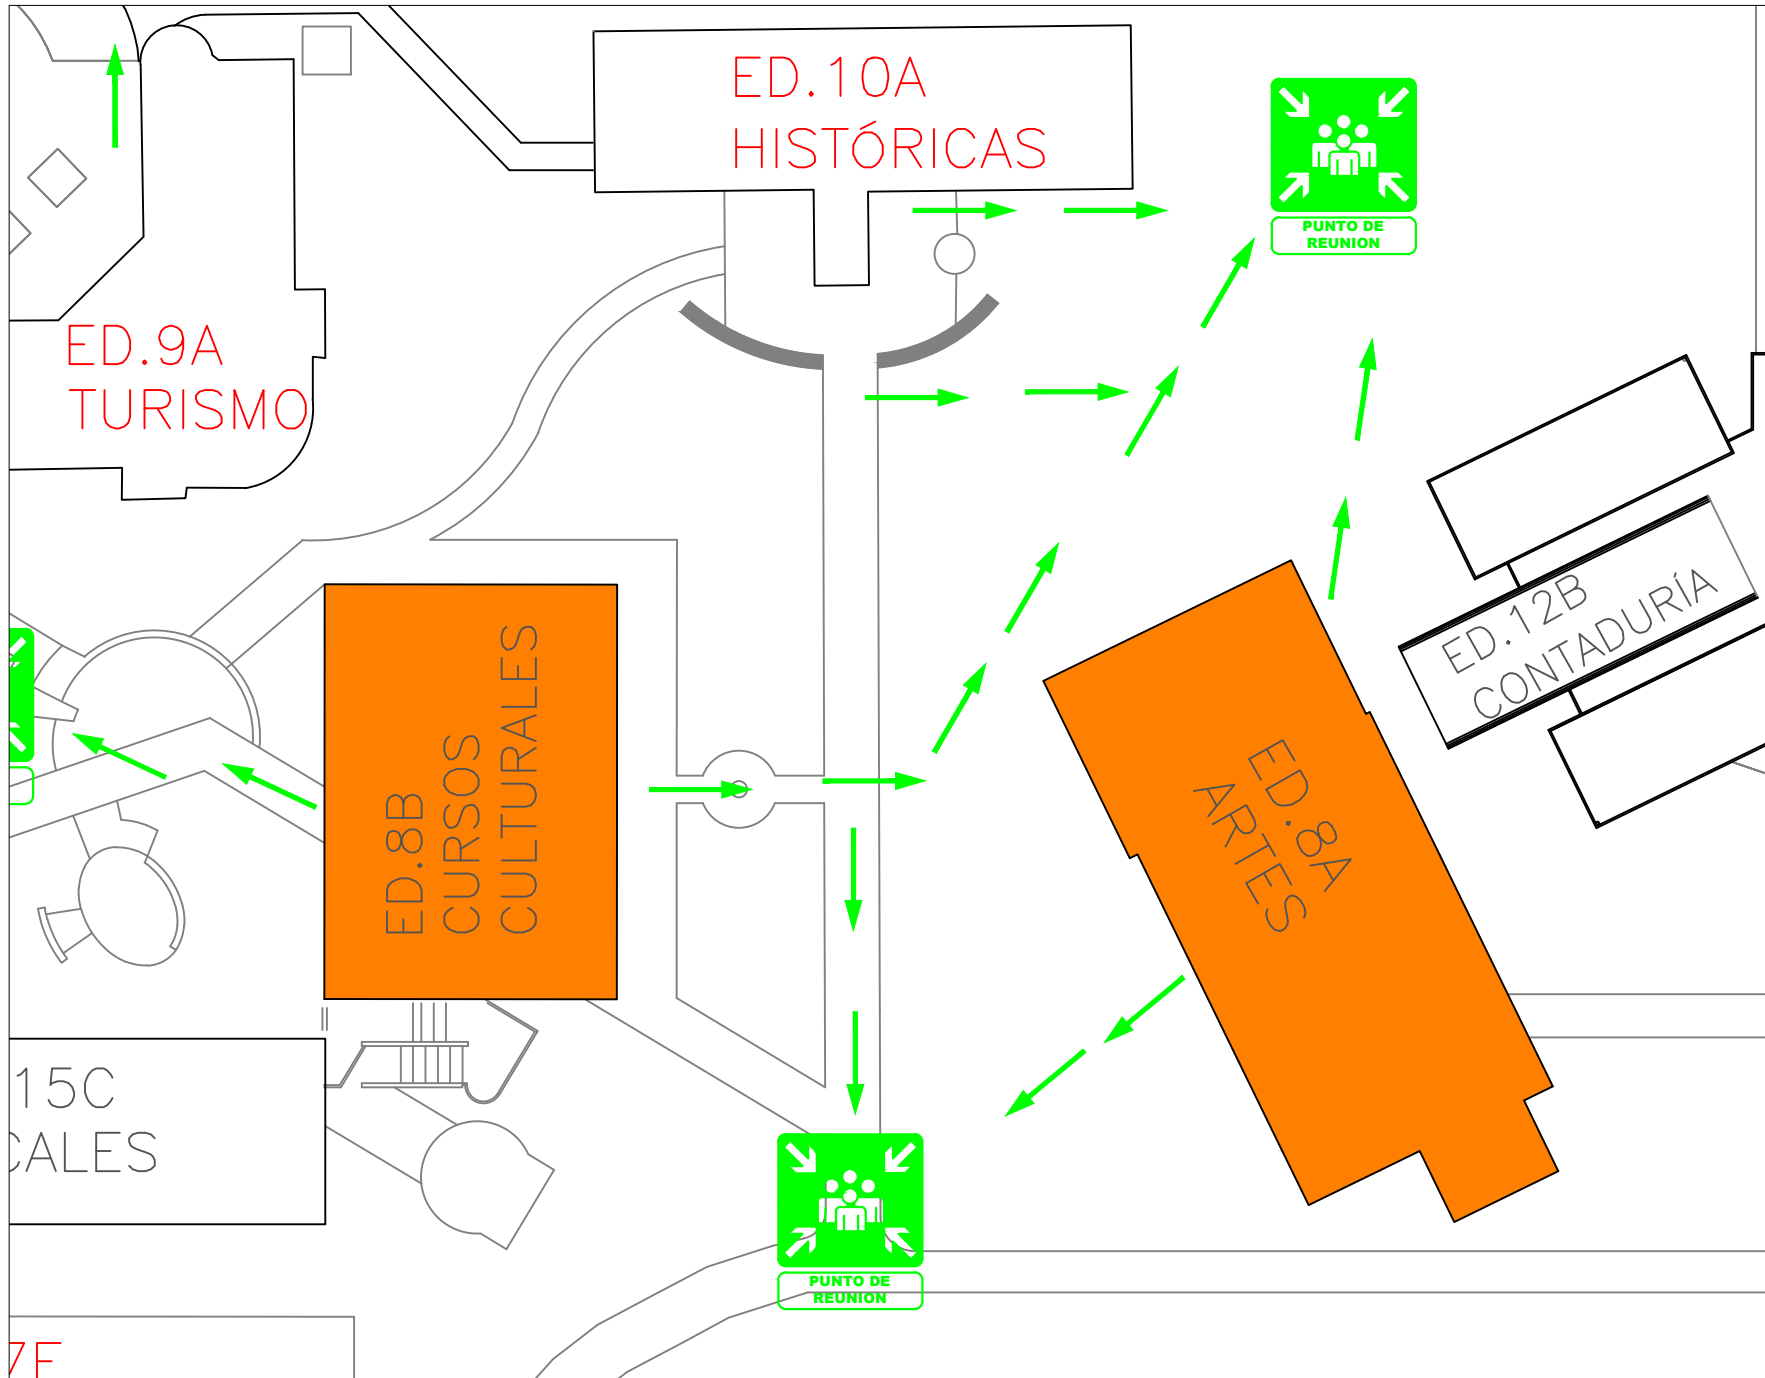 ED.10A
HISTÓRICAS
PUNTO DE
REUNION
ED.9A
TURISMO
ED.12B
CONTADURÍA
ED.8B
CURSOS
CULTURALES
ED.8A
ARTES
15C
CALES
PUNTO DE
REUNION
7F